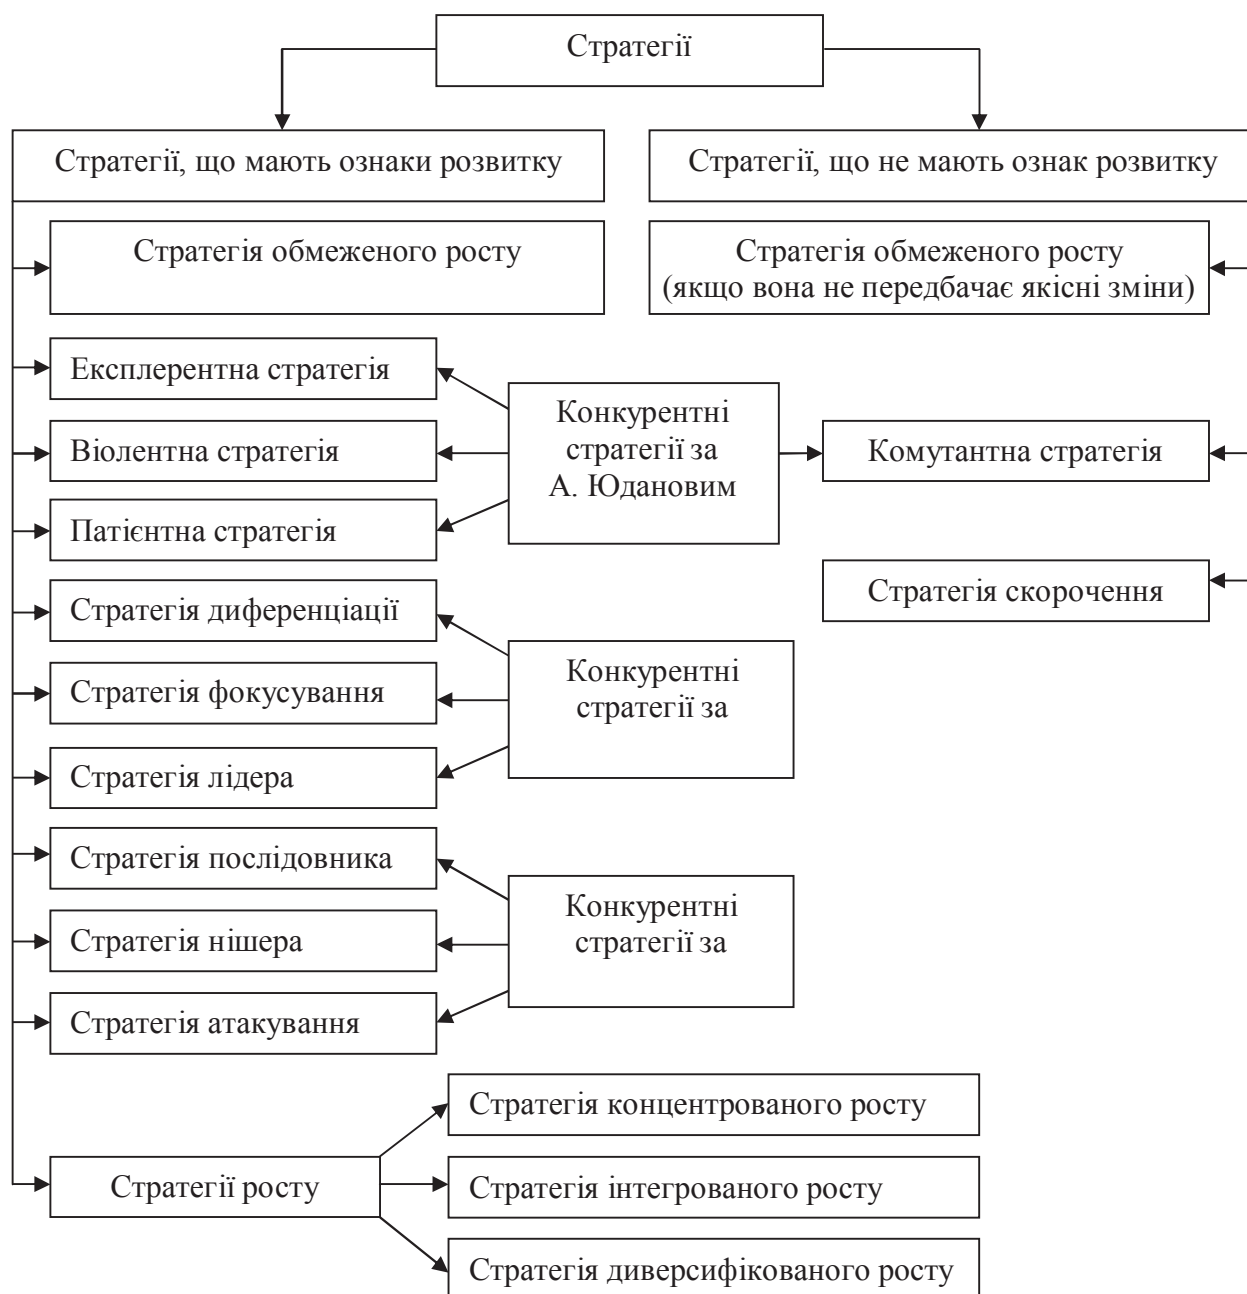 Стратегії
Стратегії, що мають ознаки розвитку
Стратегії, що не мають ознак розвитку
Стратегія обмеженого росту
Стратегія обмеженого росту
(якщо вона не передбачає якісні зміни)
Експлерентна стратегія
Конкурентні
стратегії за
А. Юдановим
Віолентна стратегія
Комутантна стратегія
Патієнтна стратегія
Стратегія скорочення
Стратегія диференціації
Конкурентні
стратегії за
Стратегія фокусування
Стратегія лідера
Стратегія послідовника
Конкурентні
стратегії за
Стратегія нішера
Стратегія атакування
Стратегія концентрованого росту
Стратегії росту
Стратегія інтегрованого росту
Стратегія диверсифікованого росту